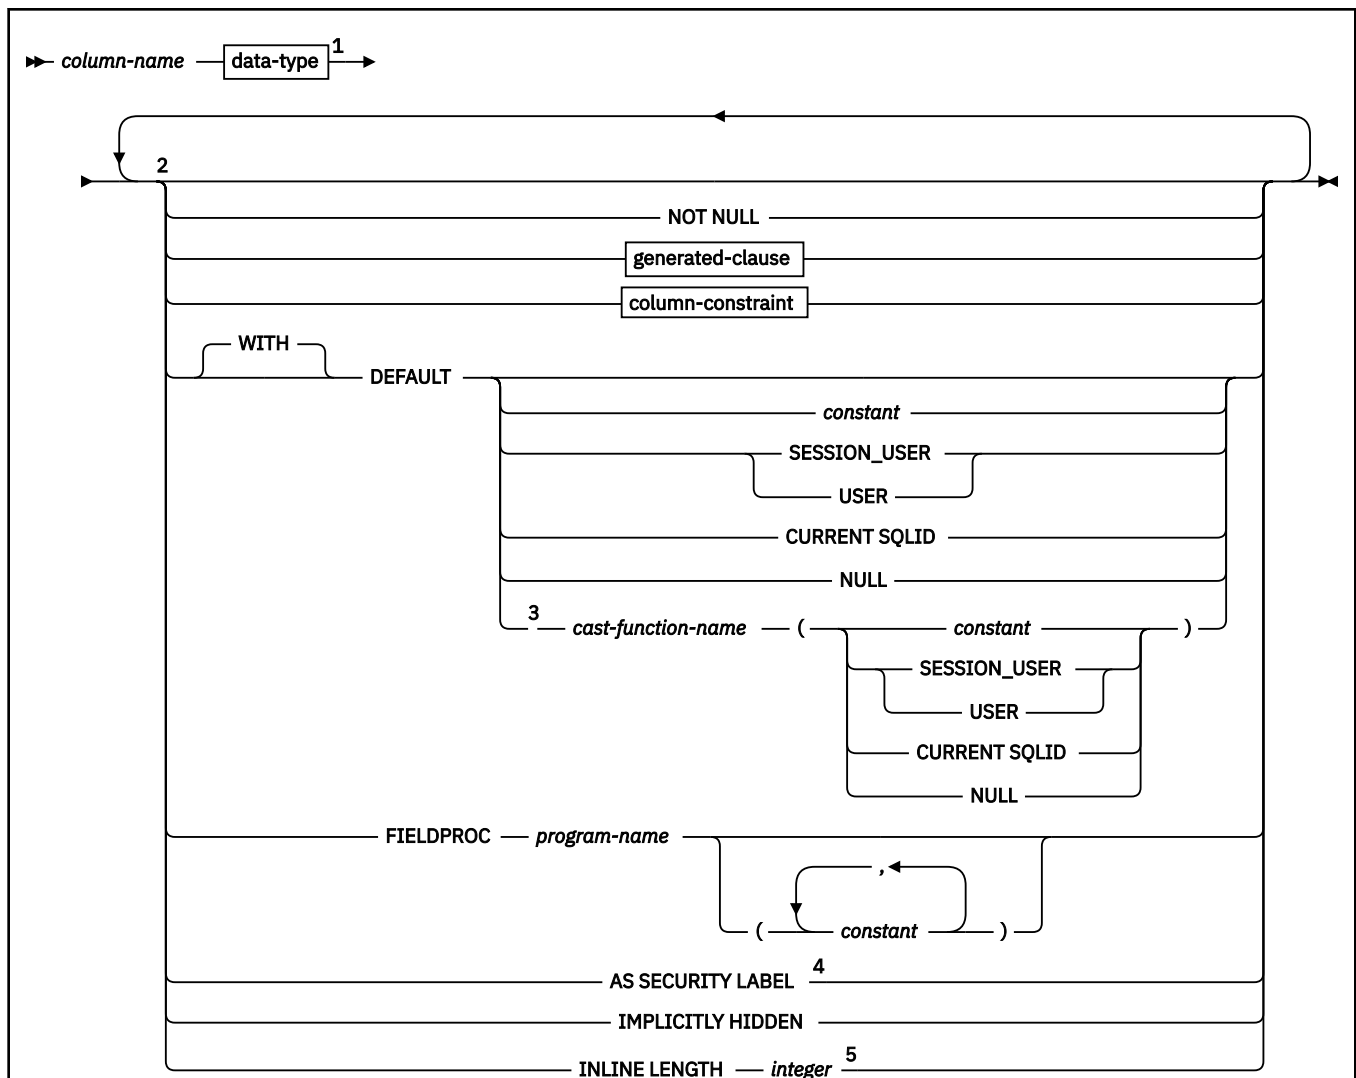 column-name data-type 1
2
NOT NULL
generated-clause
column-constraint
WITH
DEFAULT
constant
SESSION_USER
USER
CURRENT SQLID
NULL
3 cast-function-name ( constant )
SESSION_USER
USER
CURRENT SQLID
NULL
FIELDPROC program-name
,
( constant )
AS SECURITY LABEL 4
IMPLICITLY HIDDEN
INLINE LENGTH integer 5